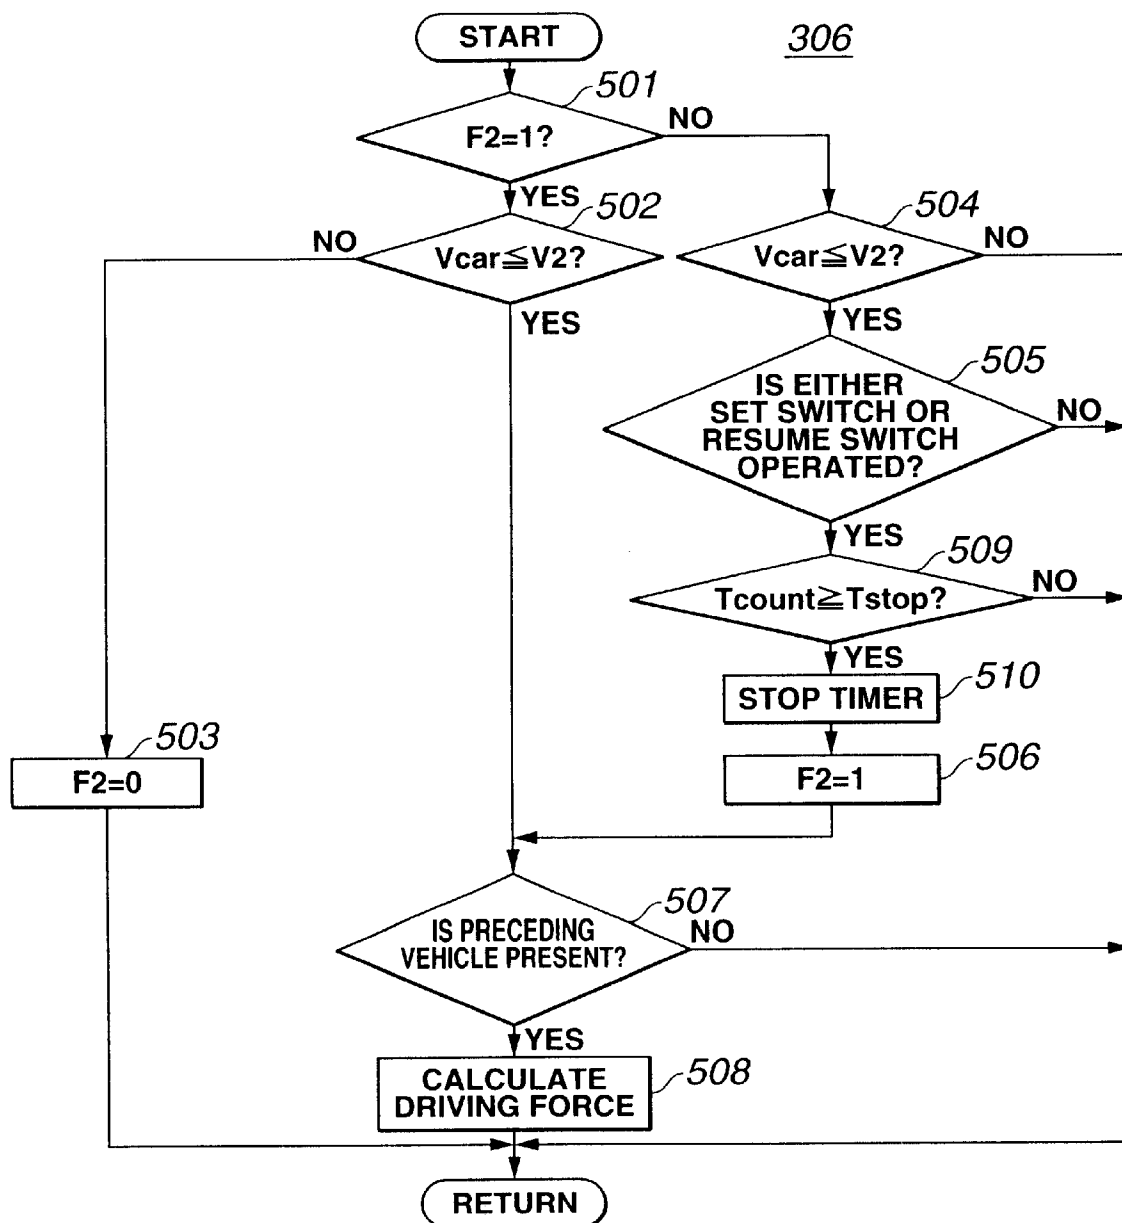 START
306
501
F2=1?
NO
YES
502
504
NO
Vcar≦V2?
Vcar≦V2?
NO
YES
YES
505
IS EITHER
SET SWITCH OR
RESUME SWITCH
OPERATED?
NO
YES
509
Tcount≧Tstop?
NO
YES
510
STOP TIMER
503
F2=0
506
F2=1
507
IS PRECEDING
VEHICLE PRESENT?
NO
YES
508
CALCULATE
DRIVING FORCE
RETURN